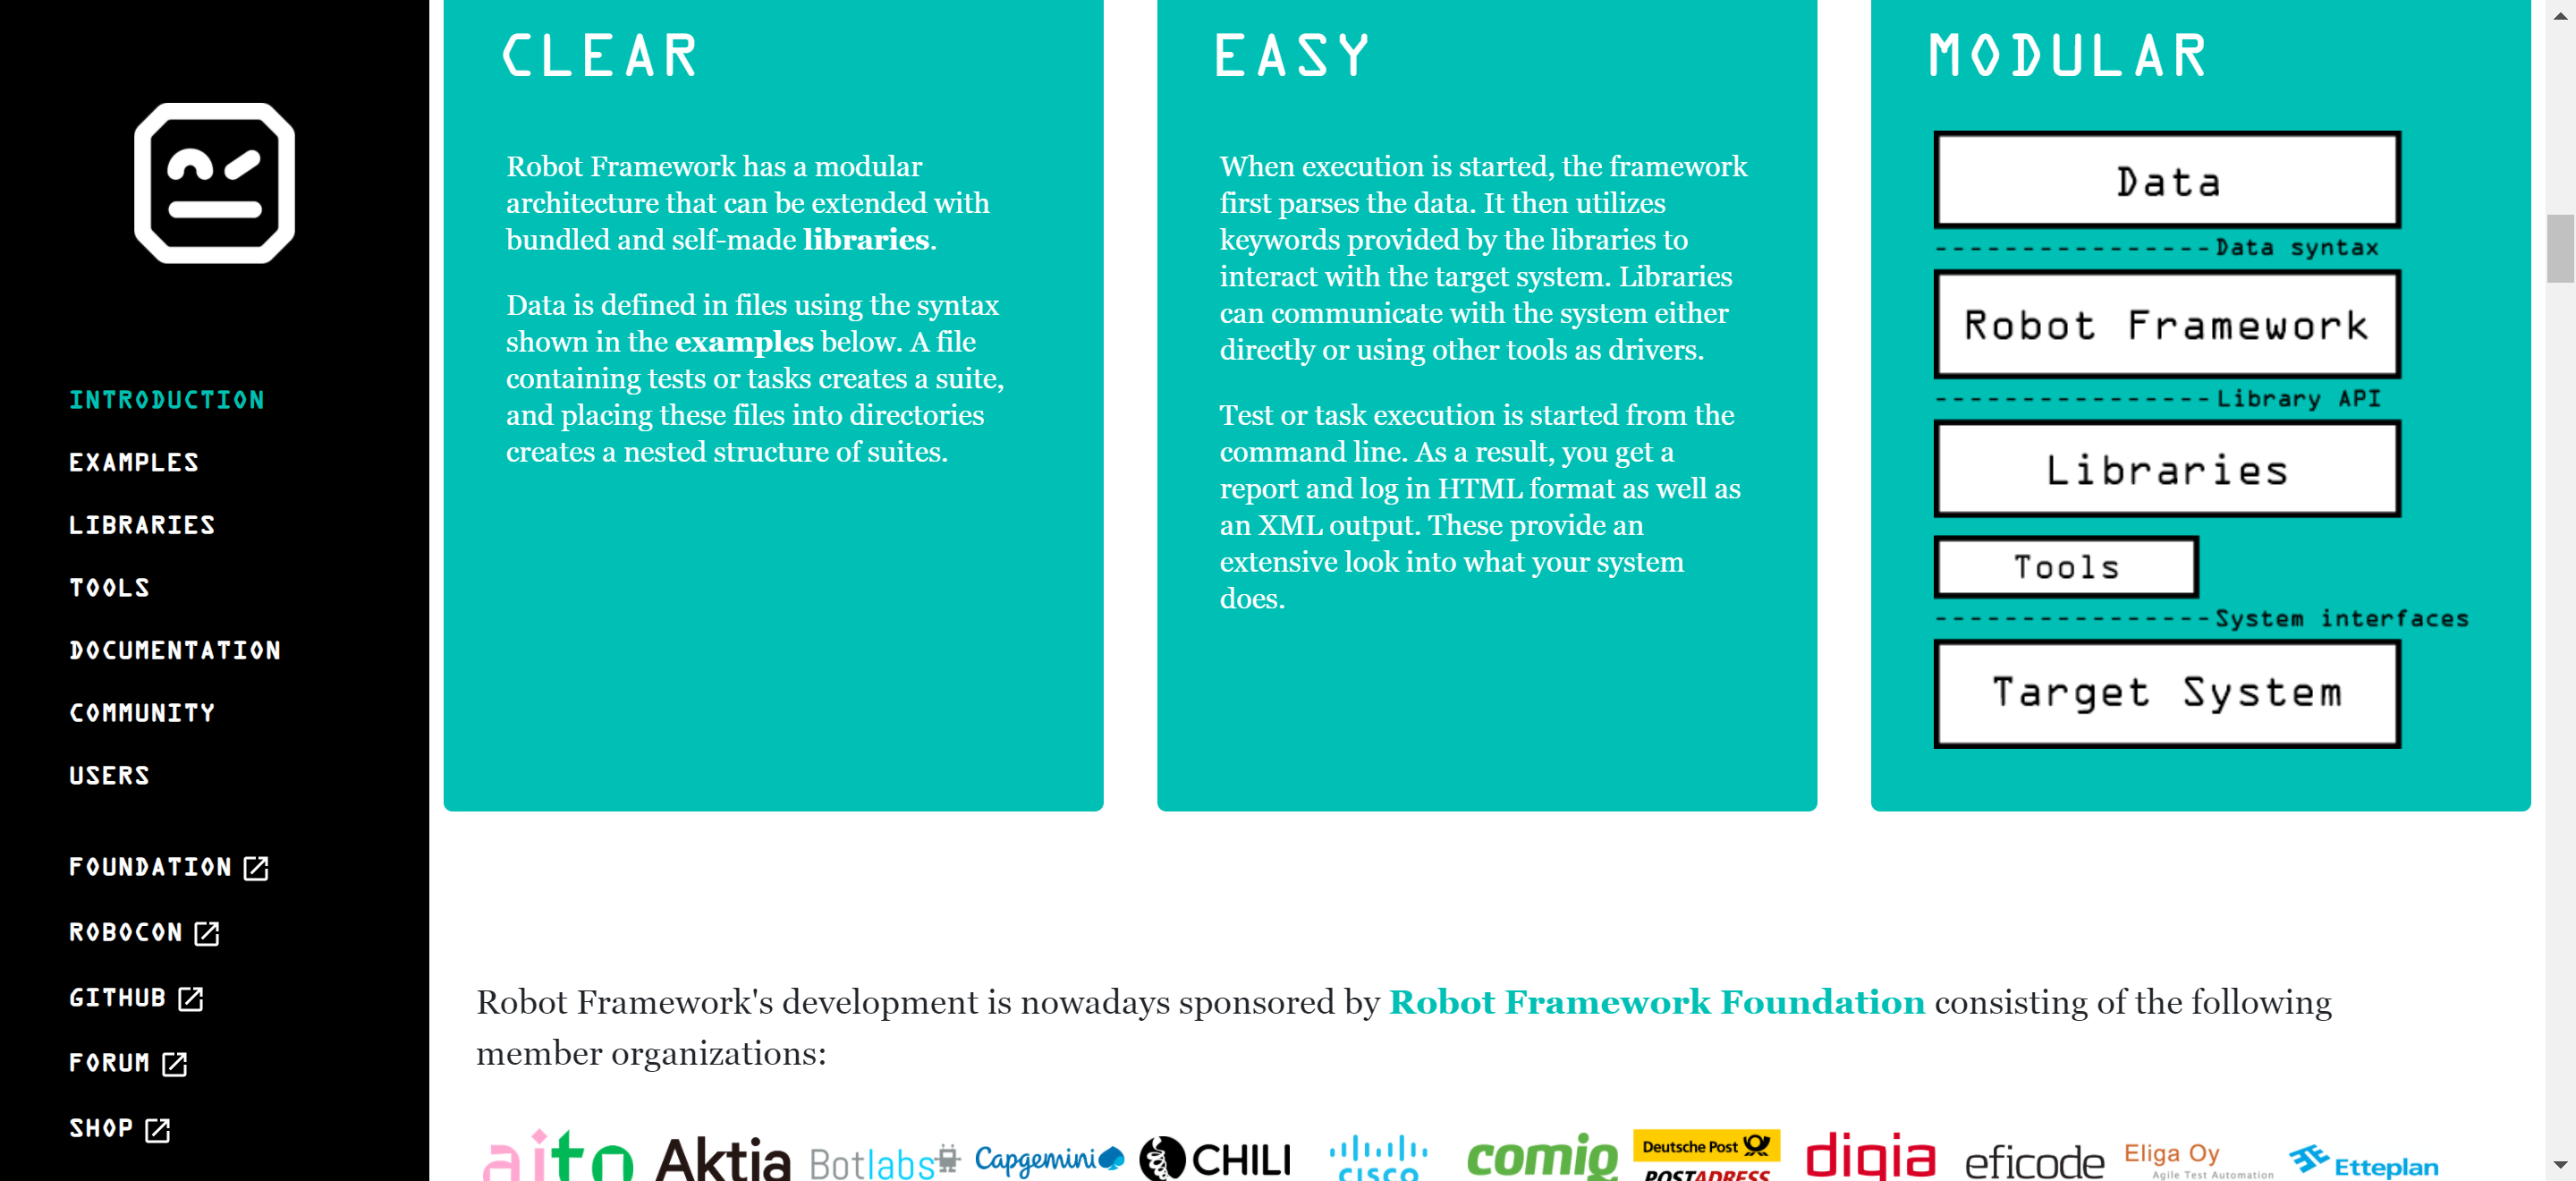 INTRODUCTION
EXAMPLES
LIBRARIES
TOOLS
DOCUMENTATION
COMMUNITY
USERS
FOUNDATION
ROBOCON
GITHUB
FORUM
SHOP
CLEAR
Robot Framework has a modular
architecture that can be extended with
bundled and self-made libraries.
Data is defined in files using the syntax
shown in the examples below. A file
containing tests or tasks creates a suite,
and placing these files into directories
creates a nested structure of suites.
EASY
When execution is started, the framework
first parses the data. It then utilizes
keywords provided by the libraries to
interact with the target system. Libraries
can communicate with the system either
directly or using other tools as drivers.
Test or task execution is started from the
command line. As a result, you get a
report and log in HTML format as well as
an XML output. These provide an
extensive look into what your system
does.
MODULAR
Data
Data syntax
Robot Framework
Library API
Libraries
Tools
System interfaces
Target System
Robot Framework's development is nowadays sponsored by Robot Framework Foundation consisting of the following
member organizations:
aito
Aktia
Botlabs
Capgemini
CHILI
CISCO
comiq
Deutsche Post
POSTADRESS
digia
eficode
Eliga Oy
Agile Test Automation
Etteplan